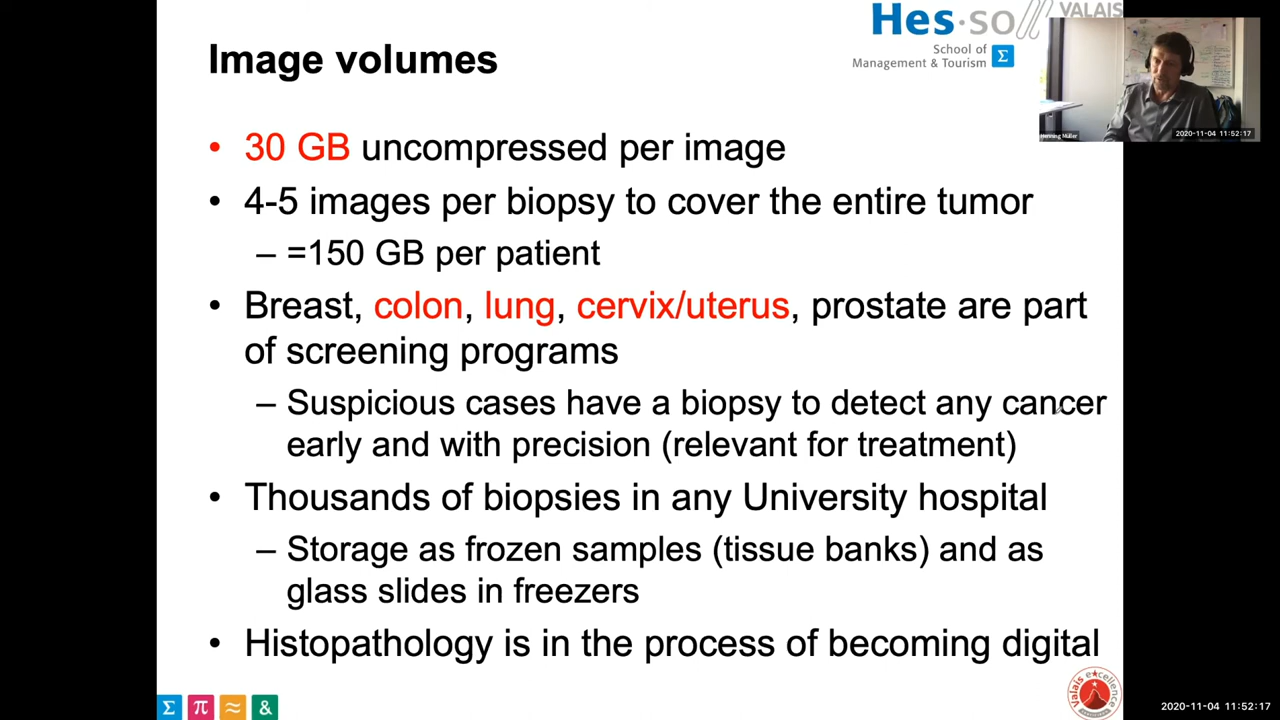 Hes·so// VALAIS
School of
Management & Tourism Σ
Image volumes
• 30 GB uncompressed per image
• 4-5 images per biopsy to cover the entire tumor
– =150 GB per patient
• Breast, colon, lung, cervix/uterus, prostate are part
of screening programs
– Suspicious cases have a biopsy to detect any cancer
early and with precision (relevant for treatment)
• Thousands of biopsies in any University hospital
– Storage as frozen samples (tissue banks) and as
glass slides in freezers
• Histopathology is in the process of becoming digital
Henning Müller
2020-11-04 11:52:17
Σ π ≈ &
Valais excellence
2020-11-04 11:52:17